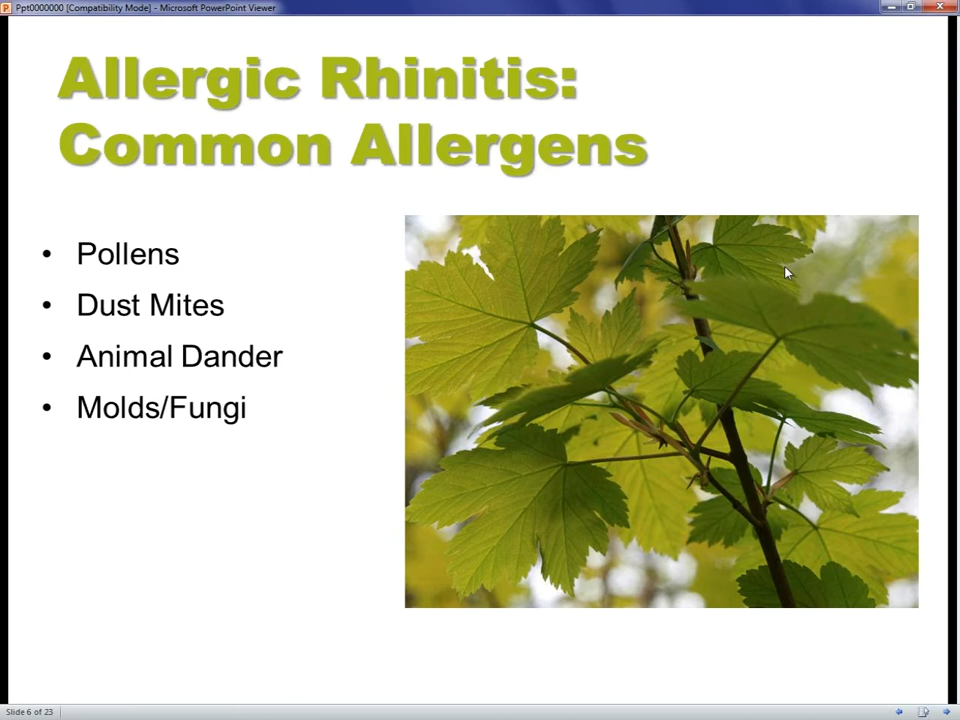 Ppt0000000 [Compatibility Mode] - Microsoft PowerPoint Viewer
Allergic Rhinitis:
Common Allergens
• Pollens
• Dust Mites
• Animal Dander
• Molds/Fungi
Slide 6 of 23